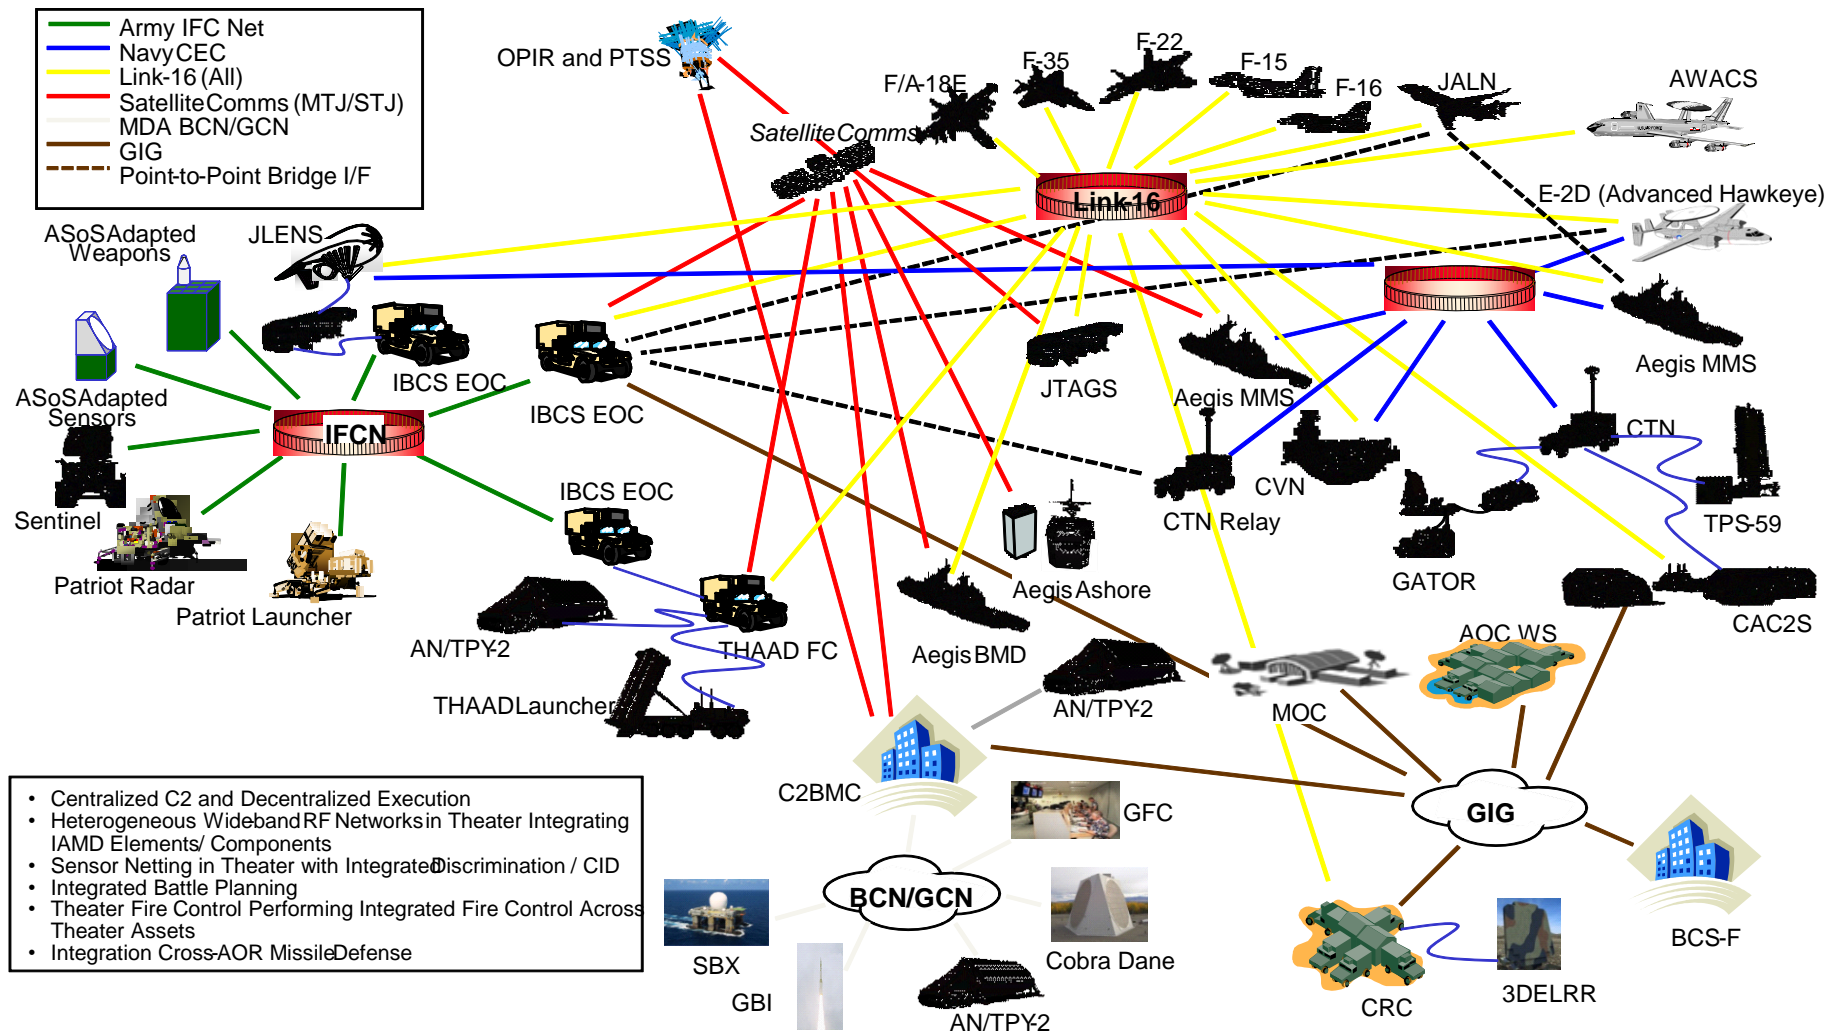 Army IFC Net
Navy CEC
Link-16 (All)
Satellite Comms (MTJ/STJ)
MDA BCN/GCN
GIG
Point-to-Point Bridge I/F
OPIR and PTSS
Satellite Comms
F/A-18E
F-35
F-22
F-15
F-16
JALN
AWACS
E-2D (Advanced Hawkeye)
Link-16
ASoS Adapted
Weapons
JLENS
ASoS Adapted
Sensors
IBCS EOC
IBCS EOC
JTAGS
Aegis MMS
Aegis MMS
IFCN
Sentinel
Patriot Radar
Patriot Launcher
IBCS EOC
AN/TPY-2
THAAD FC
THAAD Launcher
Aegis BMD
Aegis Ashore
CTN Relay
CVN
CTN
GATOR
TPS-59
CAC2S
AN/TPY-2
MOC
AOC WS
C2BMC
GFC
GIG
BCS-F
BCN/GCN
SBX
GBI
AN/TPY-2
Cobra Dane
CRC
3DELRR
• Centralized C2 and Decentralized Execution
• Heterogeneous Wideband RF Networks in Theater Integrating
IAMD Elements/ Components
• Sensor Netting in Theater with Integrated Discrimination / CID
• Integrated Battle Planning
• Theater Fire Control Performing Integrated Fire Control Across
Theater Assets
• Integration Cross-AOR Missile Defense